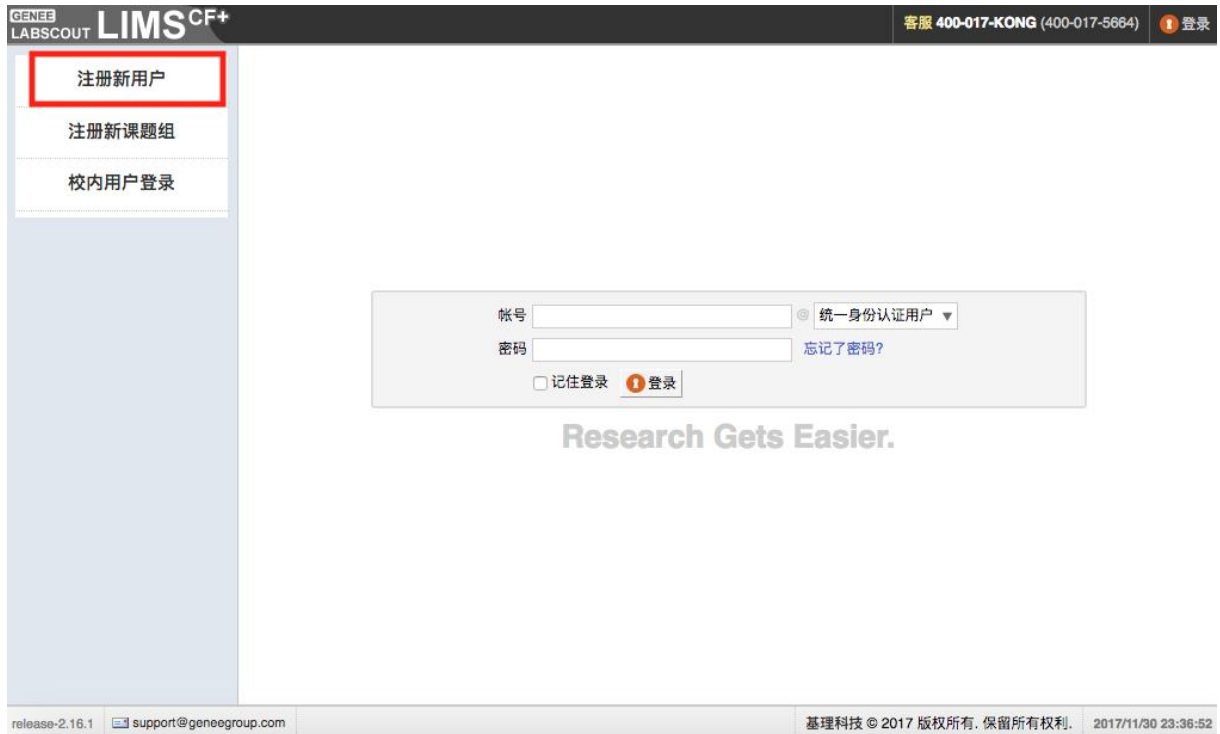 GENEE
LABSCOUT LIMS CF+
客服 400-017-KONG (400-017-5664) 登录
注册新用户
注册新课题组
校内用户登录
帐号 @ 统一身份认证用户 ▼
密码 忘记了密码?
记住登录 登录
Research Gets Easier.
release-2.16.1 support@geneegroup.com 基理科技 © 2017 版权所有. 保留所有权利. 2017/11/30 23:36:52